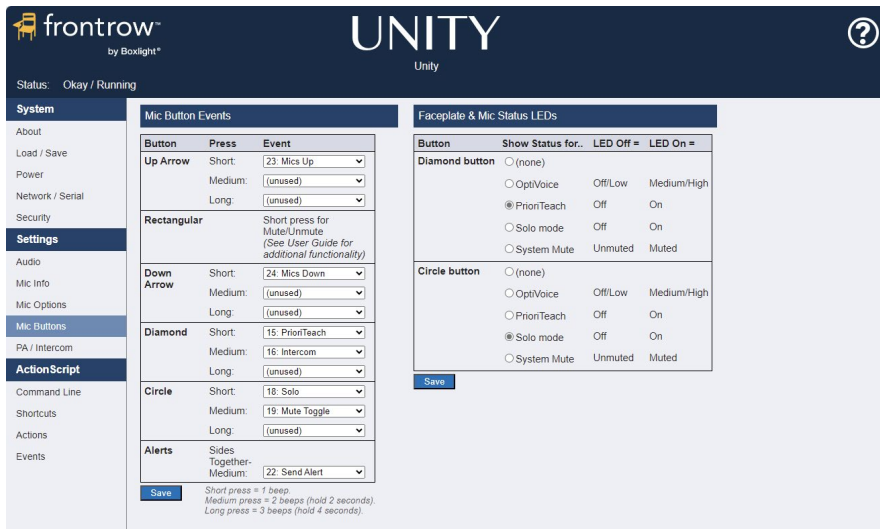 frontrow™
by Boxlight®
UNITY
Unity
?
Status: Okay / Running
System
About
Load / Save
Power
Network / Serial
Security
Settings
Audio
Mic Info
Mic Options
Mic Buttons
PA / Intercom
ActionScript
Command Line
Shortcuts
Actions
Events
Mic Button Events
Button Press Event
Up Arrow Short: 23: Mics Up
Medium: (unused)
Long: (unused)
Rectangular Short press for
Mute/Unmute
(See User Guide for
additional functionality)
Down Short: 24: Mics Down
Arrow
Medium: (unused)
Long: (unused)
Diamond Short: 15: PrioriTeach
Medium: 16: Intercom
Long: (unused)
Circle Short: 18: Solo
Medium: 19: Mute Toggle
Long: (unused)
Alerts Sides
Together-
Medium: 22: Send Alert
Save
Short press = 1 beep.
Medium press = 2 beeps (hold 2 seconds).
Long press = 3 beeps (hold 4 seconds).
Faceplate & Mic Status LEDs
Button Show Status for.. LED Off = LED On =
Diamond button (none)
OptiVoice Off/Low Medium/High
PrioriTeach Off On
Solo mode Off On
System Mute Unmuted Muted
Circle button (none)
OptiVoice Off/Low Medium/High
PrioriTeach Off On
Solo mode Off On
System Mute Unmuted Muted
Save